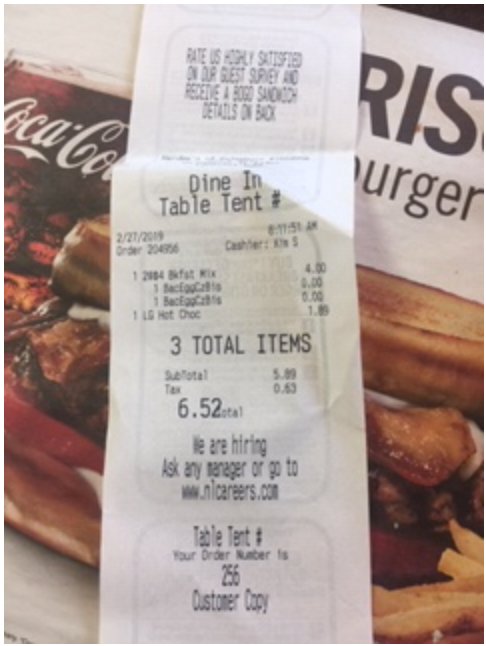 RATE US HIGHLY SATISFIED
ON OUR GUEST SURVEY AND
RECEIVE A BOGO SANDWICH
DETAILS ON BACK
Dine In
Table Tent #
2/27/2019 8:17:51 AM
Order 204956 Cashier: Kim S
1 2004 Bkfst Mix 4.00
1 BacEggCzBis 0.00
1 BacEggCzBis 0.00
1 LG Hot Choc 1.89
3 TOTAL ITEMS
SubTotal 5.89
Tax 0.63
6.52otal
We are hiring
Ask any manager or go to
www.nlcareers.com
Table Tent #
Your Order Number is
256
Customer Copy
oca-Co
RIS
urger